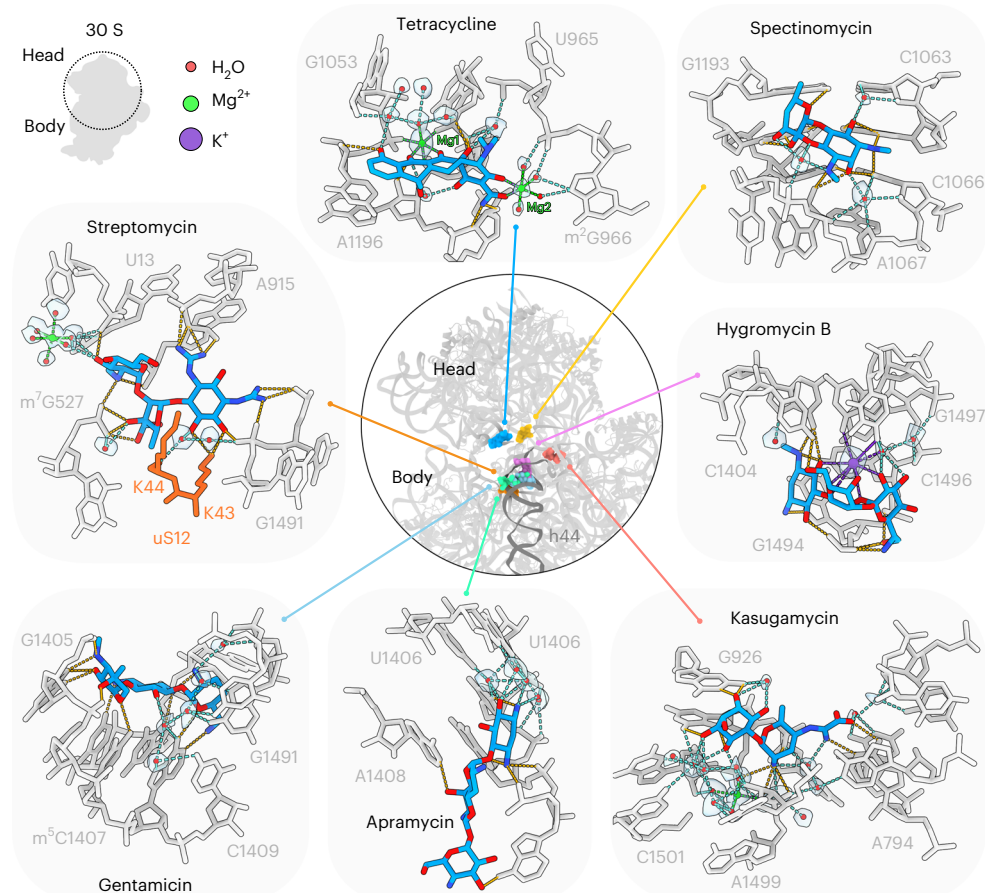 30 S
Head
Body
H₂O
Mg²⁺
K⁺
Tetracycline
G1053
U965
Mg1
Mg2
A1196
m²G966
Spectinomycin
G1193
C1063
C1066
A1067
Streptomycin
U13
A915
m⁷G527
K44
K43
uS12
G1491
Head
Body
h44
Hygromycin B
G1497
C1404
C1496
G1494
G1405
G1491
m⁵C1407
C1409
Gentamicin
U1406
U1406
A1408
Apramycin
Kasugamycin
G926
C1501
A794
A1499